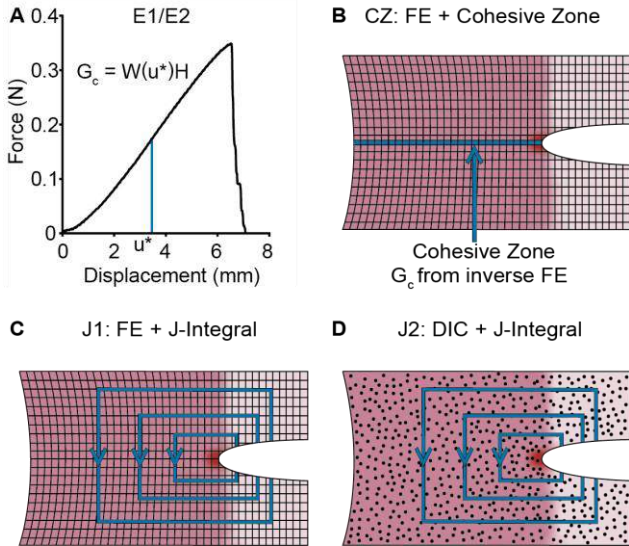 A
E1/E2
G_c = W(u*)H
Force (N)
0.4
0.3
0.2
0.1
0
0
2
u*
4
6
8
Displacement (mm)
B
CZ: FE + Cohesive Zone
Cohesive Zone
G_c from inverse FE
C
J1: FE + J-Integral
D
J2: DIC + J-Integral